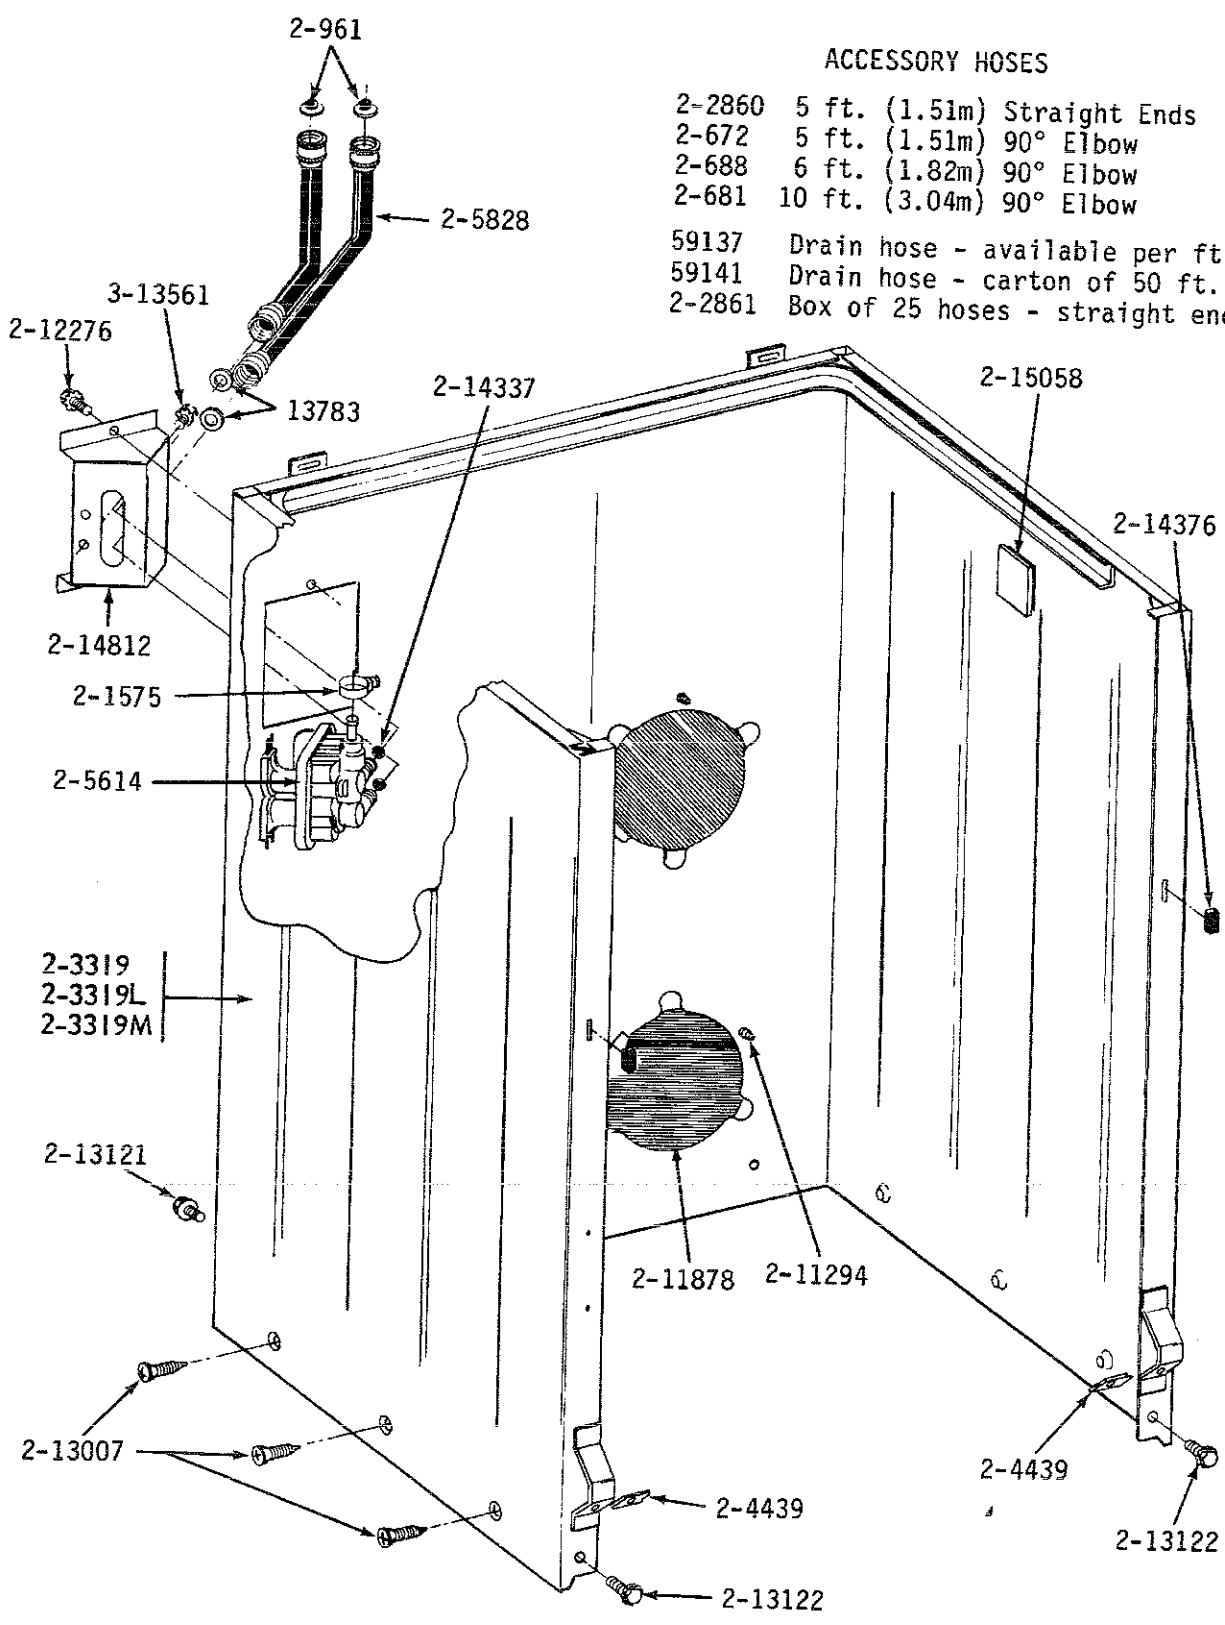 2-961
ACCESSORY HOSES
2-2860 5 ft. (1.51m) Straight Ends
2-672 5 ft. (1.51m) 90° Elbow
2-688 6 ft. (1.82m) 90° Elbow
2-681 10 ft. (3.04m) 90° Elbow
59137 Drain hose - available per ft
59141 Drain hose - carton of 50 ft.
2-2861 Box of 25 hoses - straight en
2-5828
3-13561
2-12276
2-14337
13783
2-15058
2-14376
2-14812
2-1575
2-5614
2-3319
2-3319L
2-3319M
2-13121
2-11878
2-11294
2-13007
2-4439
2-4439
2-13122
2-13122